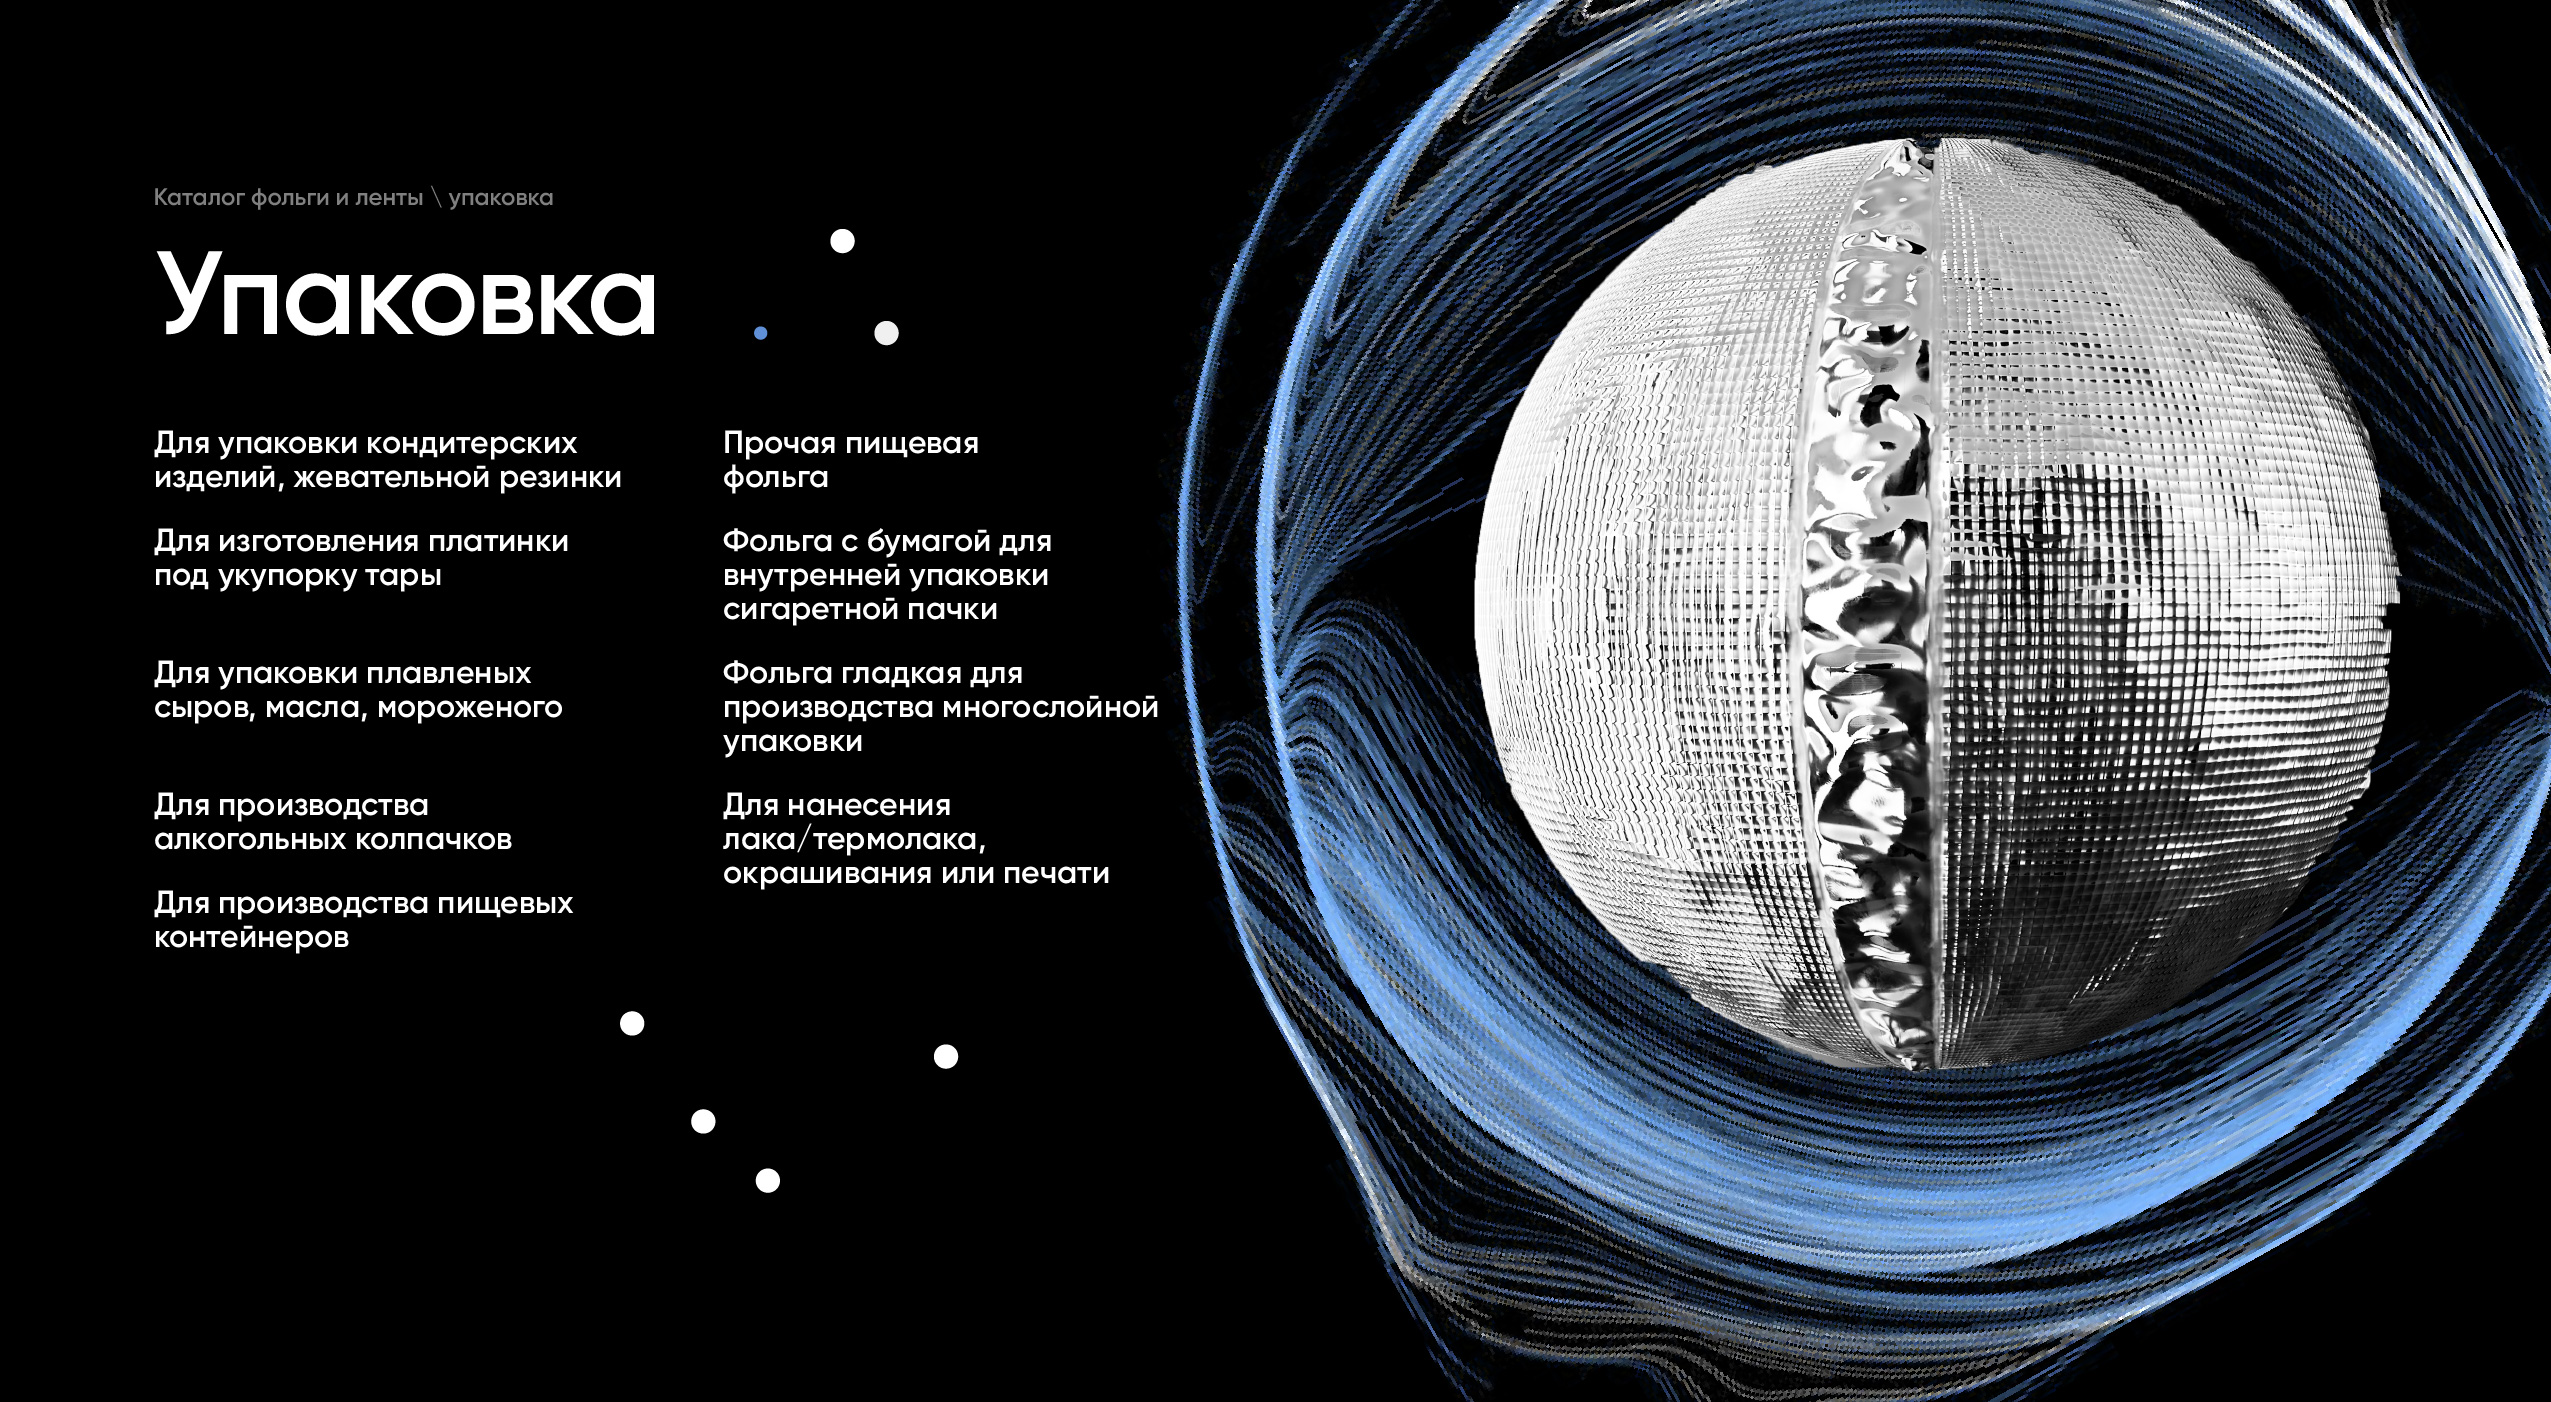 Каталог фольги и ленты \ упаковка
Упаковка
Для упаковки кондитерских
изделий, жевательной резинки
Для изготовления платинки
под укупорку тары
Для упаковки плавленых
сыров, масла, мороженого
Для производства
алкогольных колпачков
Для производства пищевых
контейнеров
Прочая пищевая
фольга
Фольга с бумагой для
внутренней упаковки
сигаретной пачки
Фольга гладкая для
производства многослойной
упаковки
Для нанесения
лака/термолака,
окрашивания или печати